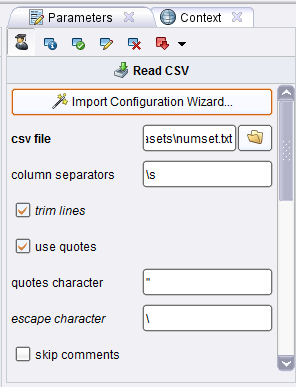 Parameters
Context
Read CSV
Import Configuration Wizard...
csv file
asets\numset.txt
column separators
\s
trim lines
use quotes
quotes character
"
escape character
\
skip comments